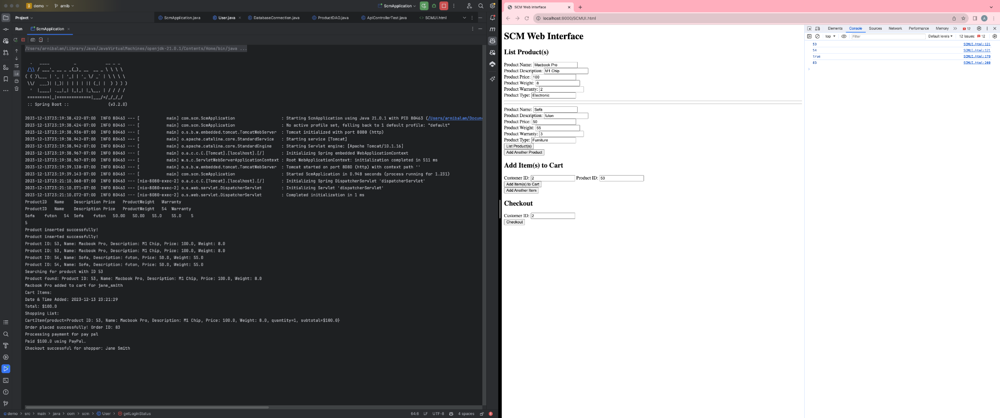 demo
arnib
ScmApplication
Project
ScmApplication.java
User.java
DatabaseConnection.java
ProductDAO.java
ApiControllerTest.java
SCMUI.html
Run
ScmApplication
/Users/arnibalam/Library/Java/JavaVirtualMachines/openjdk-21.0.1/Contents/Home/bin/java ...
:: Spring Boot :: (v3.2.0)
2023-12-13T23:19:38.422-07:00 INFO 80463 --- [ main] com.scm.ScmApplication : Starting ScmApplication using Java 21.0.1 with PID 80463 (/Users/arnibalam/Docum
2023-12-13T23:19:38.424-07:00 INFO 80463 --- [ main] com.scm.ScmApplication : No active profile set, falling back to 1 default profile: "default"
2023-12-13T23:19:38.936-07:00 INFO 80463 --- [ main] o.s.b.w.embedded.tomcat.TomcatWebServer : Tomcat initialized with port 8080 (http)
2023-12-13T23:19:38.942-07:00 INFO 80463 --- [ main] o.apache.catalina.core.StandardService : Starting service [Tomcat]
2023-12-13T23:19:38.942-07:00 INFO 80463 --- [ main] o.apache.catalina.core.StandardEngine : Starting Servlet engine: [Apache Tomcat/10.1.16]
2023-12-13T23:19:38.967-07:00 INFO 80463 --- [ main] o.a.c.c.C.[Tomcat].[localhost].[/] : Initializing Spring embedded WebApplicationContext
2023-12-13T23:19:38.967-07:00 INFO 80463 --- [ main] w.s.c.ServletWebServerApplicationContext : Root WebApplicationContext: initialization completed in 511 ms
2023-12-13T23:19:39.138-07:00 INFO 80463 --- [ main] o.s.b.w.embedded.tomcat.TomcatWebServer : Tomcat started on port 8080 (http) with context path ''
2023-12-13T23:19:39.143-07:00 INFO 80463 --- [ main] com.scm.ScmApplication : Started ScmApplication in 0.948 seconds (process running for 1.231)
2023-12-13T23:21:10.068-07:00 INFO 80463 --- [nio-8080-exec-2] o.a.c.c.C.[Tomcat].[localhost].[/] : Initializing Spring DispatcherServlet 'dispatcherServlet'
2023-12-13T23:21:10.071-07:00 INFO 80463 --- [nio-8080-exec-2] o.s.web.servlet.DispatcherServlet : Initializing Servlet 'dispatcherServlet'
2023-12-13T23:21:10.072-07:00 INFO 80463 --- [nio-8080-exec-2] o.s.web.servlet.DispatcherServlet : Completed initialization in 1 ms
ProductID Name Description Price ProductWeight Warranty
ProductID Name Description Price ProductWeight 54 Warranty
Sofa futon 54 Sofa futon 50.00 50.00 55.0 55.0 5
5
Product inserted successfully!
Product inserted successfully!
Product ID: 53, Name: Macbook Pro, Description: M1 Chip, Price: 100.0, Weight: 8.0
Product ID: 53, Name: Macbook Pro, Description: M1 Chip, Price: 100.0, Weight: 8.0
Product ID: 54, Name: Sofa, Description: futon, Price: 50.0, Weight: 55.0
Product ID: 54, Name: Sofa, Description: futon, Price: 50.0, Weight: 55.0
Searching for product with ID 53
Product found: Product ID: 53, Name: Macbook Pro, Description: M1 Chip, Price: 100.0, Weight: 8.0
Macbook Pro added to cart for jane_smith
Cart Items:
Date & Time Added: 2023-12-13 23:21:29
Total: $100.0
Shopping List:
CartItem{product=Product ID: 53, Name: Macbook Pro, Description: M1 Chip, Price: 100.0, Weight: 8.0, quantity=1, subtotal=$100.0}
Order placed successfully! Order ID: 83
Processing payment for pay pal
Paid $100.0 using PayPal.
Checkout successful for shopper: Jane Smith
demo > src > main > java > com > scm > User > getLoginStatus
64:6 LF UTF-8 4 spaces
SCM Web Interface
localhost:8000/SCMUI.html
A
SCM Web Interface
List Product(s)
Product Name: Macbook Pro
Product Description: M1 Chip
Product Price: 100
Product Weight: 8
Product Warranty: 2
Product Type: Electronic
Product Name: Sofa
Product Description: futon
Product Price: 50
Product Weight: 55
Product Warranty: 3
Product Type: Furniture
List Product(s)
Add Another Product
Add Item(s) to Cart
Customer ID: 2 Product ID: 53
Add Item(s) to Cart
Add Another Item
Checkout
Customer ID: 2
Checkout
Elements Console Sources Network Performance Memory >> 12
top Filter Default levels 12 Issues: 12
53 SCMUI.html:121
54 SCMUI.html:121
true SCMUI.html:179
83 SCMUI.html:200